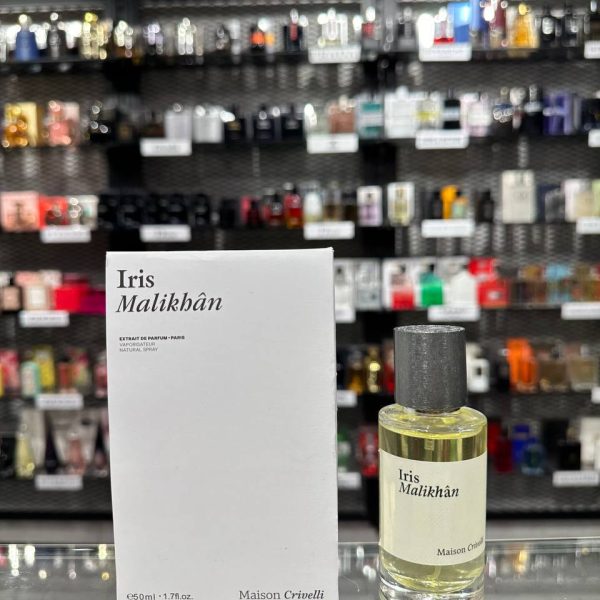 Iris
Malikhân
EXTRAIT DE PARFUM • PARIS
VAPORISATEUR
NATURAL SPRAY
℮50ml • 1.7fl.oz.
Maison Crivelli
Iris
Malikhân
Maison Crivelli